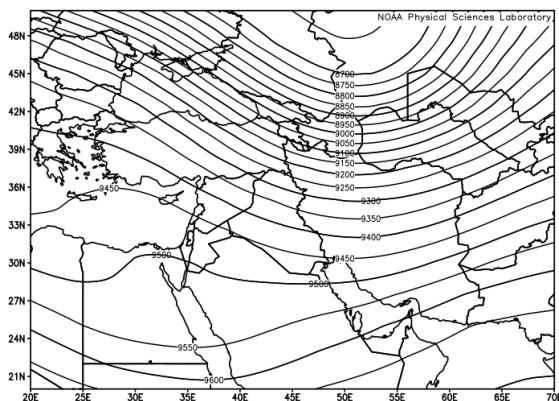 NOAA Physical Sciences Laboratory
48N
45N
8700
8750
8800
42N
8850
8900
8950
9000
39N
9050
9100
9150
9200
36N
9450
9250
9300
9350
33N
9400
9450
30N
9500
9500
27N
24N
9550
21N
9600
20E 25E 30E 35E 40E 45E 50E 55E 60E 65E 70E